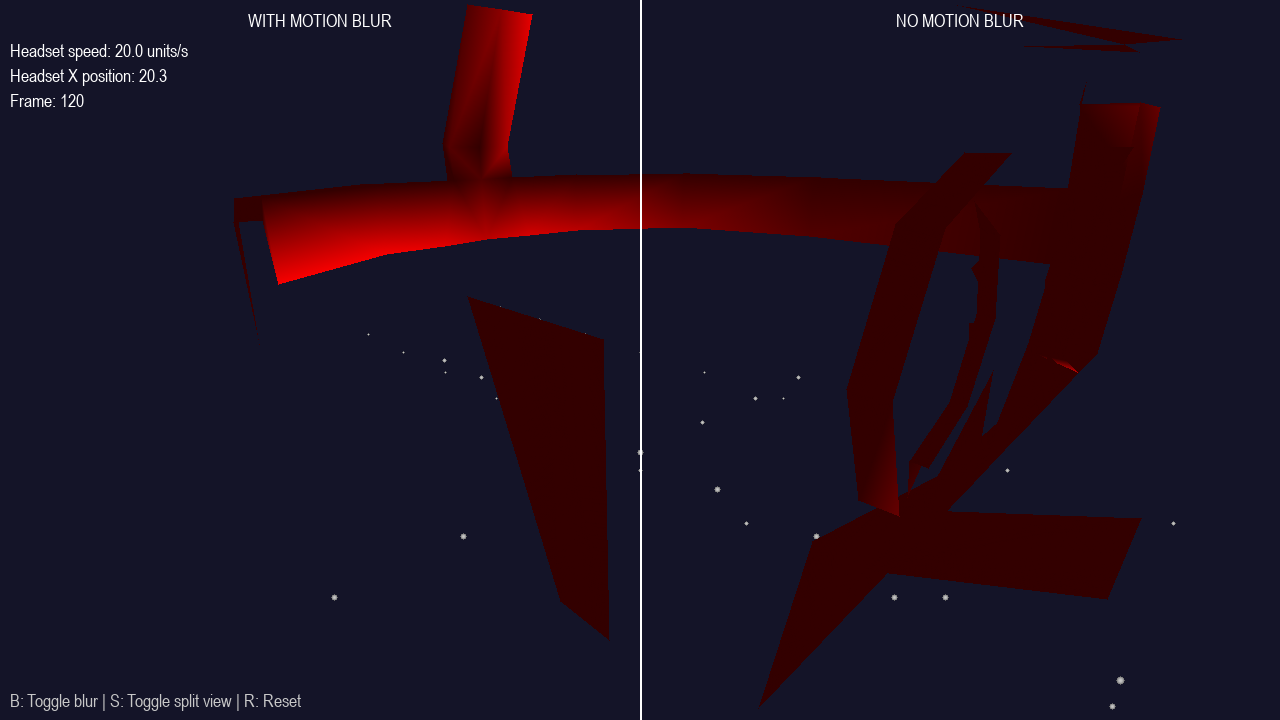 WITH MOTION BLUR
NO MOTION BLUR
Headset speed: 20.0 units/s
Headset X position: 20.3
Frame: 120
B: Toggle blur | S: Toggle split view | R: Reset